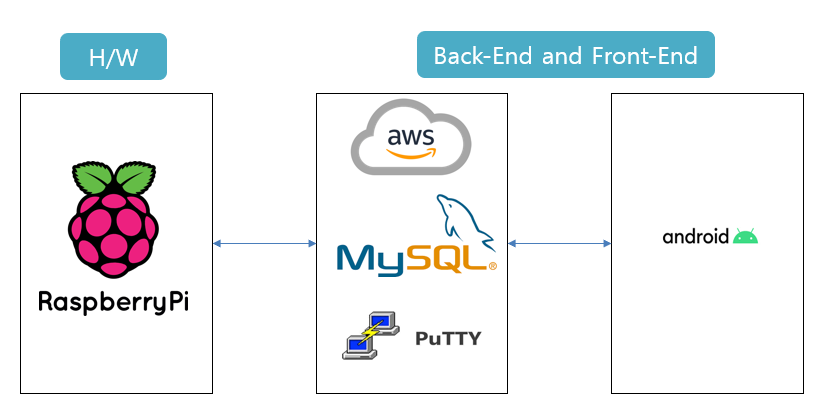 H/W
Back-End and Front-End
aws
MySQL®
RaspberryPi
PuTTY
android